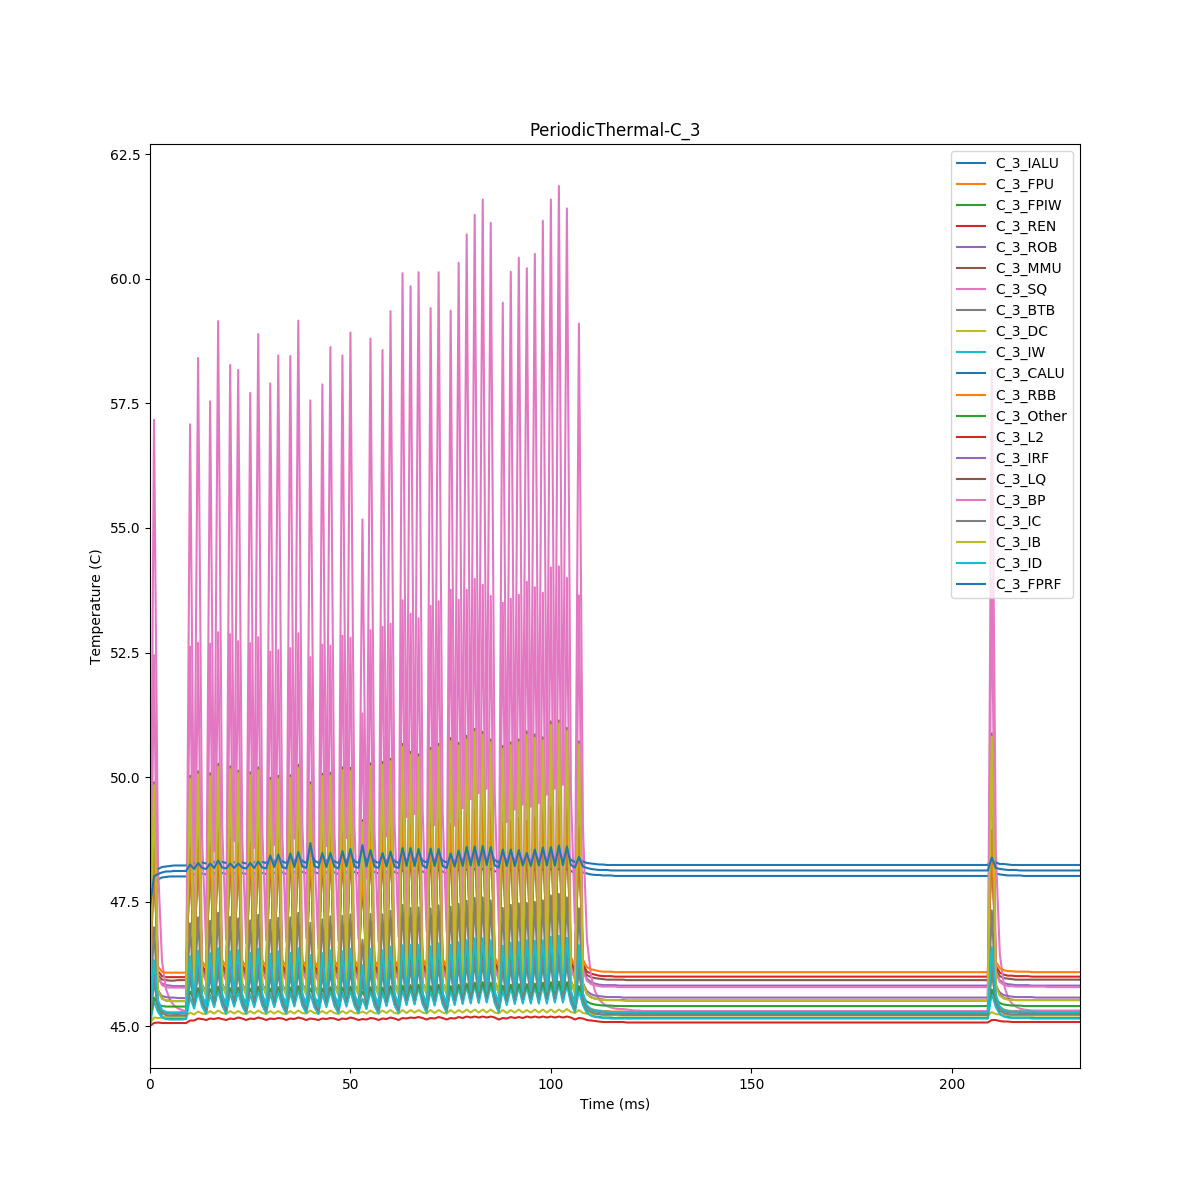 PeriodicThermal-C_3
62.5
60.0
57.5
55.0
52.5
50.0
47.5
45.0
Temperature (C)
0
50
100
150
200
Time (ms)
C_3_IALU
C_3_FPU
C_3_FPIW
C_3_REN
C_3_ROB
C_3_MMU
C_3_SQ
C_3_BTB
C_3_DC
C_3_IW
C_3_CALU
C_3_RBB
C_3_Other
C_3_L2
C_3_IRF
C_3_LQ
C_3_BP
C_3_IC
C_3_IB
C_3_ID
C_3_FPRF